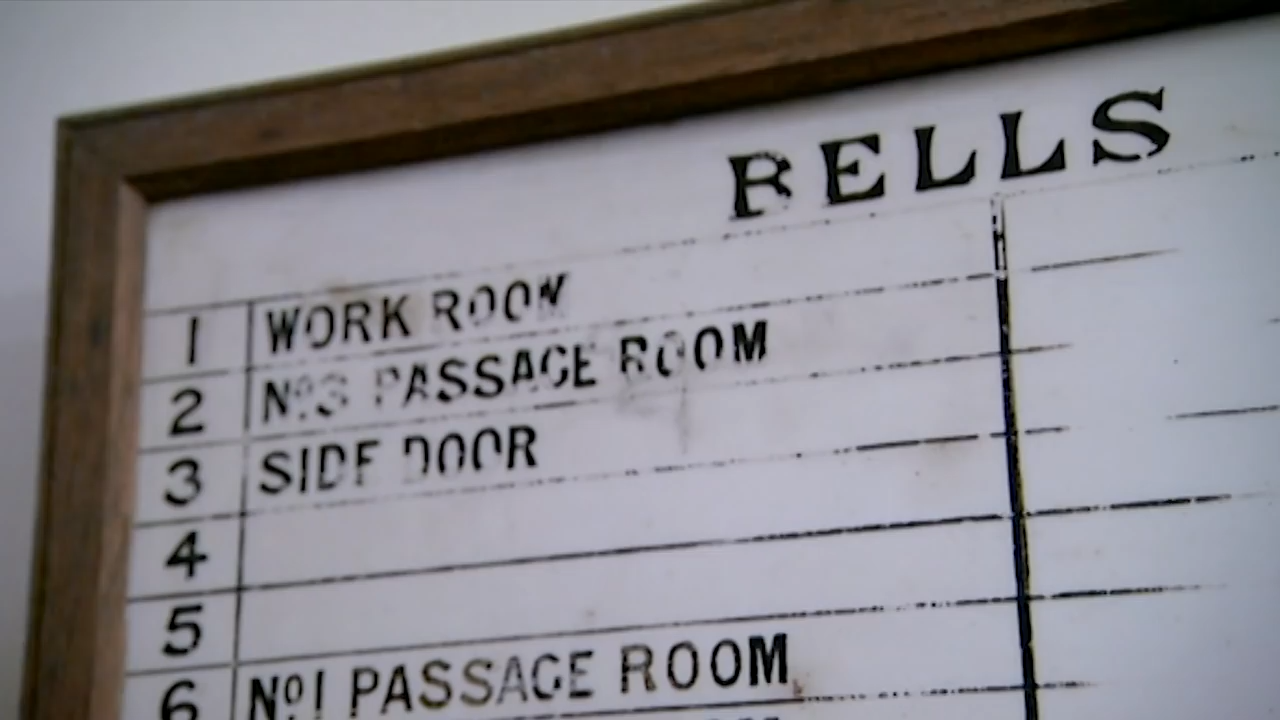 BELLS
1 WORK ROOM
2 Nº3 PASSAGE ROOM
3 SIDE DOOR
4
5
6 Nº1 PASSAGE ROOM